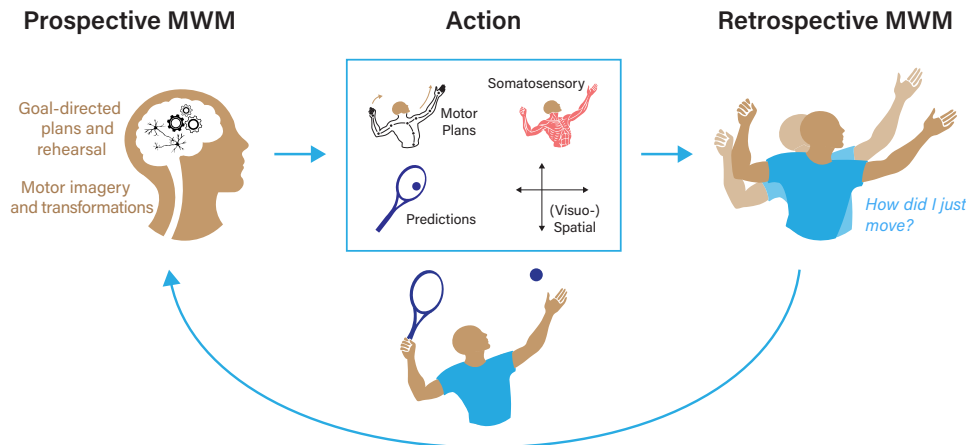 Prospective MWM
Action
Retrospective MWM
Goal-directed
plans and
rehearsal
Motor imagery
and transformations
Motor
Plans
Somatosensory
Predictions
(Visuo-)
Spatial
How did I just
move?